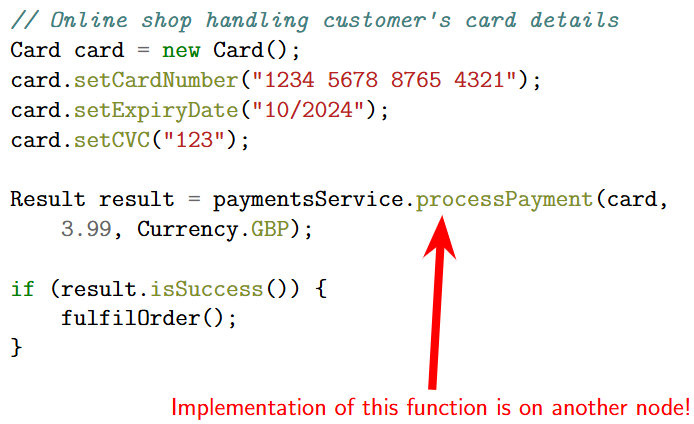 // Online shop handling customer's card details
Card card = new Card();
card.setCardNumber("1234 5678 8765 4321");
card.setExpiryDate("10/2024");
card.setCVC("123");
Result result = paymentsService.processPayment(card,
3.99, Currency.GBP);
if (result.isSuccess()) {
fulfilOrder();
}
Implementation of this function is on another node!